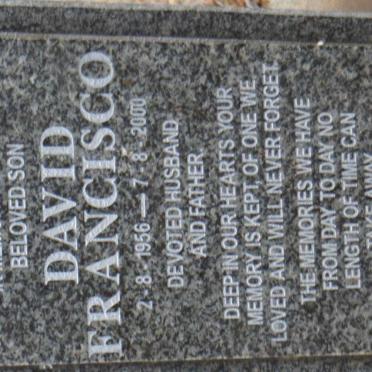 BELOVED SON
DAVID
FRANCISCO
2 · 8 · 1956 — 7 · 8 · 2000
DEVOTED HUSBAND
AND FATHER
DEEP IN OUR HEARTS YOUR
MEMORY IS KEPT, OF ONE WE
LOVED AND WILL NEVER FORGET.
THE MEMORIES WE HAVE
FROM DAY TO DAY NO
LENGTH OF TIME CAN
AWAY